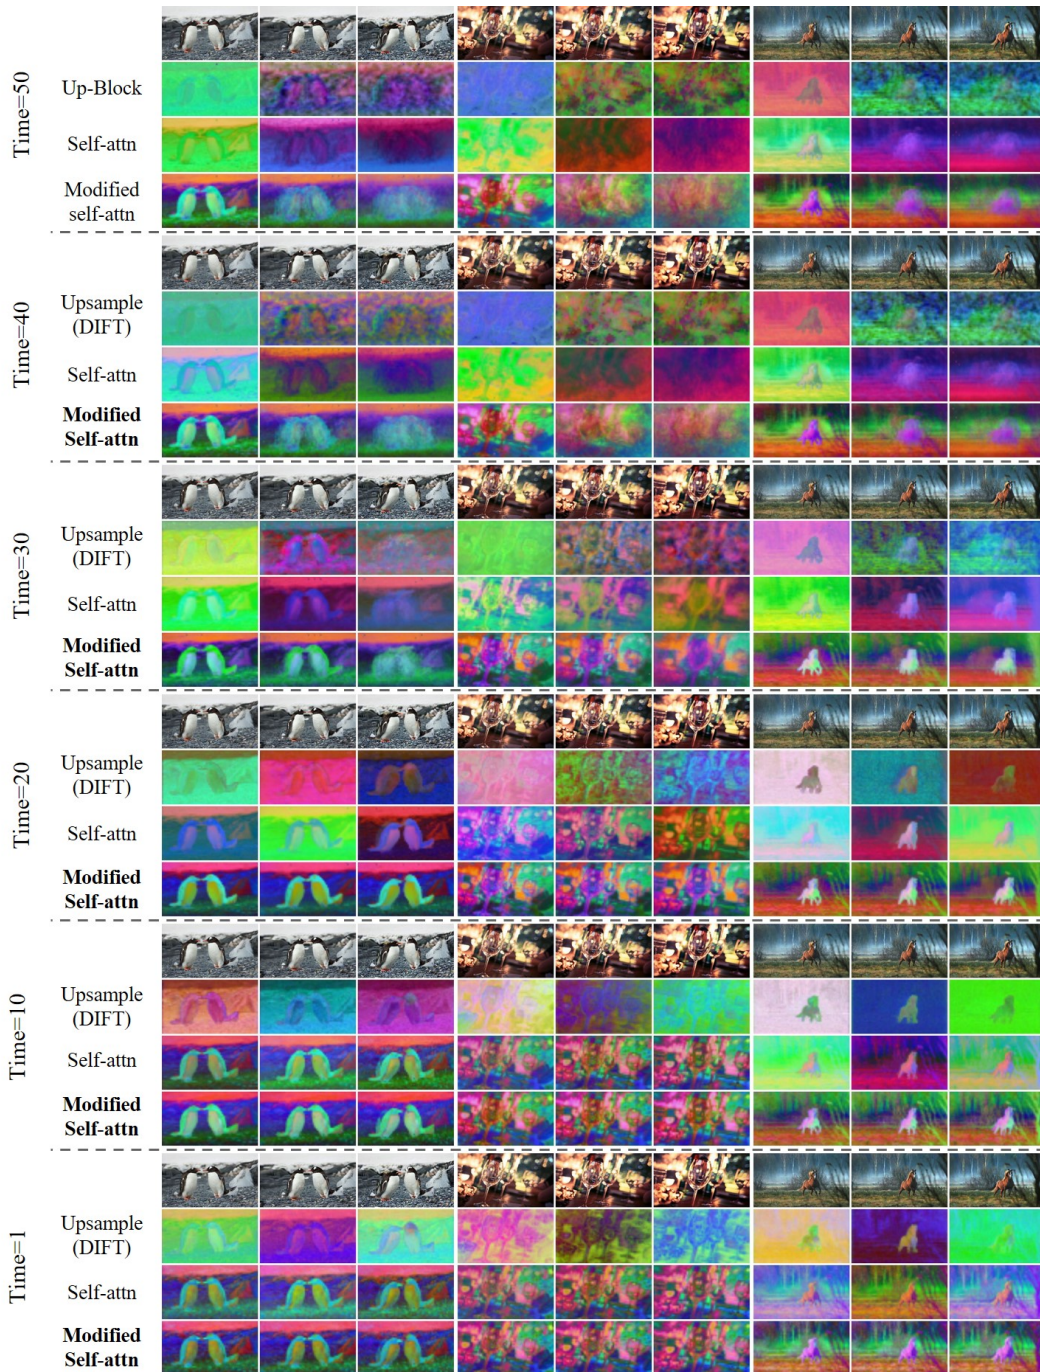 Time=50
Up-Block
Self-attn
Modified
self-attn
Time=40
Upsample
(DIFT)
Self-attn
Modified
Self-attn
Time=30
Upsample
(DIFT)
Self-attn
Modified
Self-attn
Time=20
Upsample
(DIFT)
Self-attn
Modified
Self-attn
Time=10
Upsample
(DIFT)
Self-attn
Modified
Self-attn
Time=1
Upsample
(DIFT)
Self-attn
Modified
Self-attn